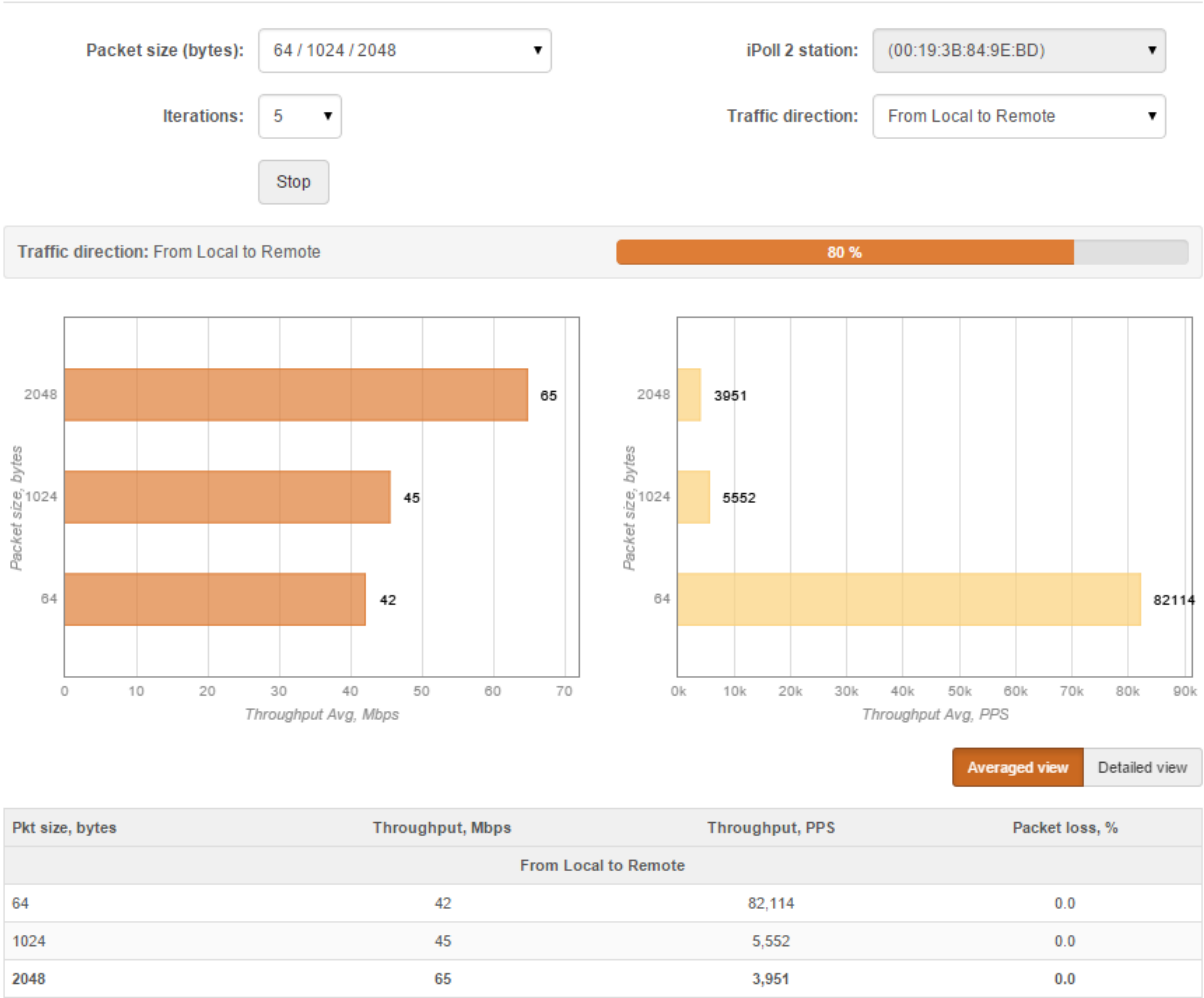 Packet size (bytes): 64 / 1024 / 2048 iPoll 2 station: (00:19:3B:84:9E:BD)
Iterations: 5 Traffic direction: From Local to Remote
Stop
Traffic direction: From Local to Remote 80 %
Packet size, bytes
2048 65
1024 45
64 42
0 10 20 30 40 50 60 70
Throughput Avg, Mbps
Packet size, bytes
2048 3951
1024 5552
64 82114
0k 10k 20k 30k 40k 50k 60k 70k 80k 90k
Throughput Avg, PPS
Averaged view Detailed view
Pkt size, bytes Throughput, Mbps Throughput, PPS Packet loss, %
From Local to Remote
64 42 82,114 0.0
1024 45 5,552 0.0
2048 65 3,951 0.0